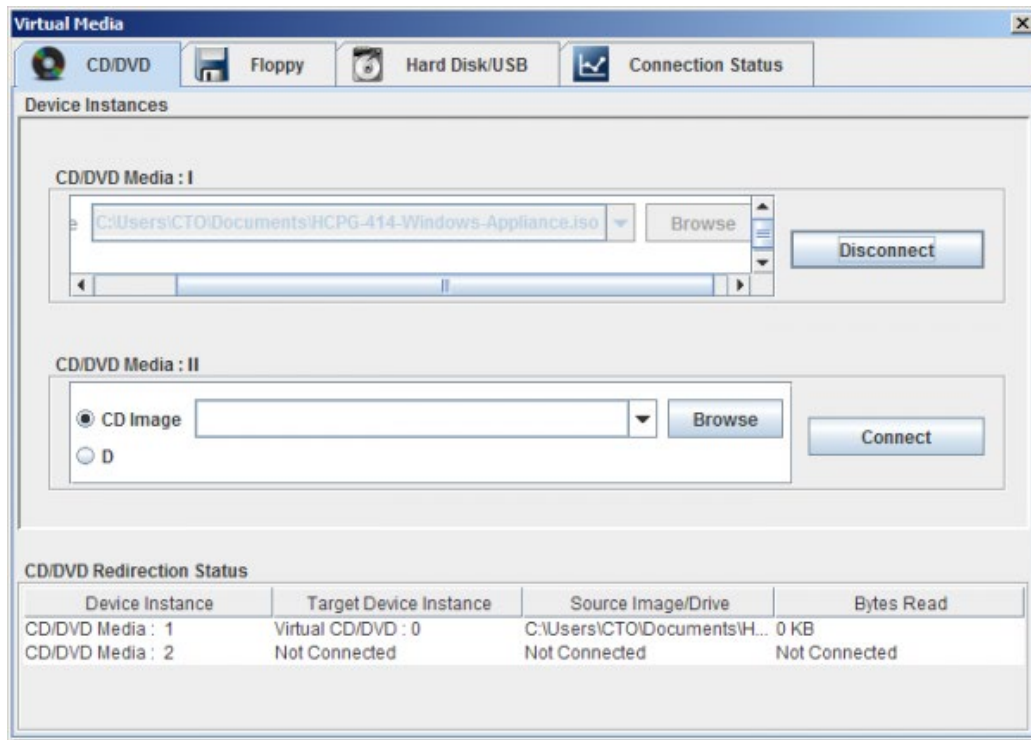 Virtual Media
CD/DVD Floppy Hard Disk/USB Connection Status
Device Instances
CD/DVD Media : I
e C:\Users\CTO\Documents\HCPG-414-Windows-Appliance.iso Browse
Disconnect
CD/DVD Media : II
CD Image Browse
D
Connect
CD/DVD Redirection Status
Device Instance Target Device Instance Source Image/Drive Bytes Read
CD/DVD Media : 1 Virtual CD/DVD : 0 C:\Users\CTO\Documents\H... 0 KB
CD/DVD Media : 2 Not Connected Not Connected Not Connected